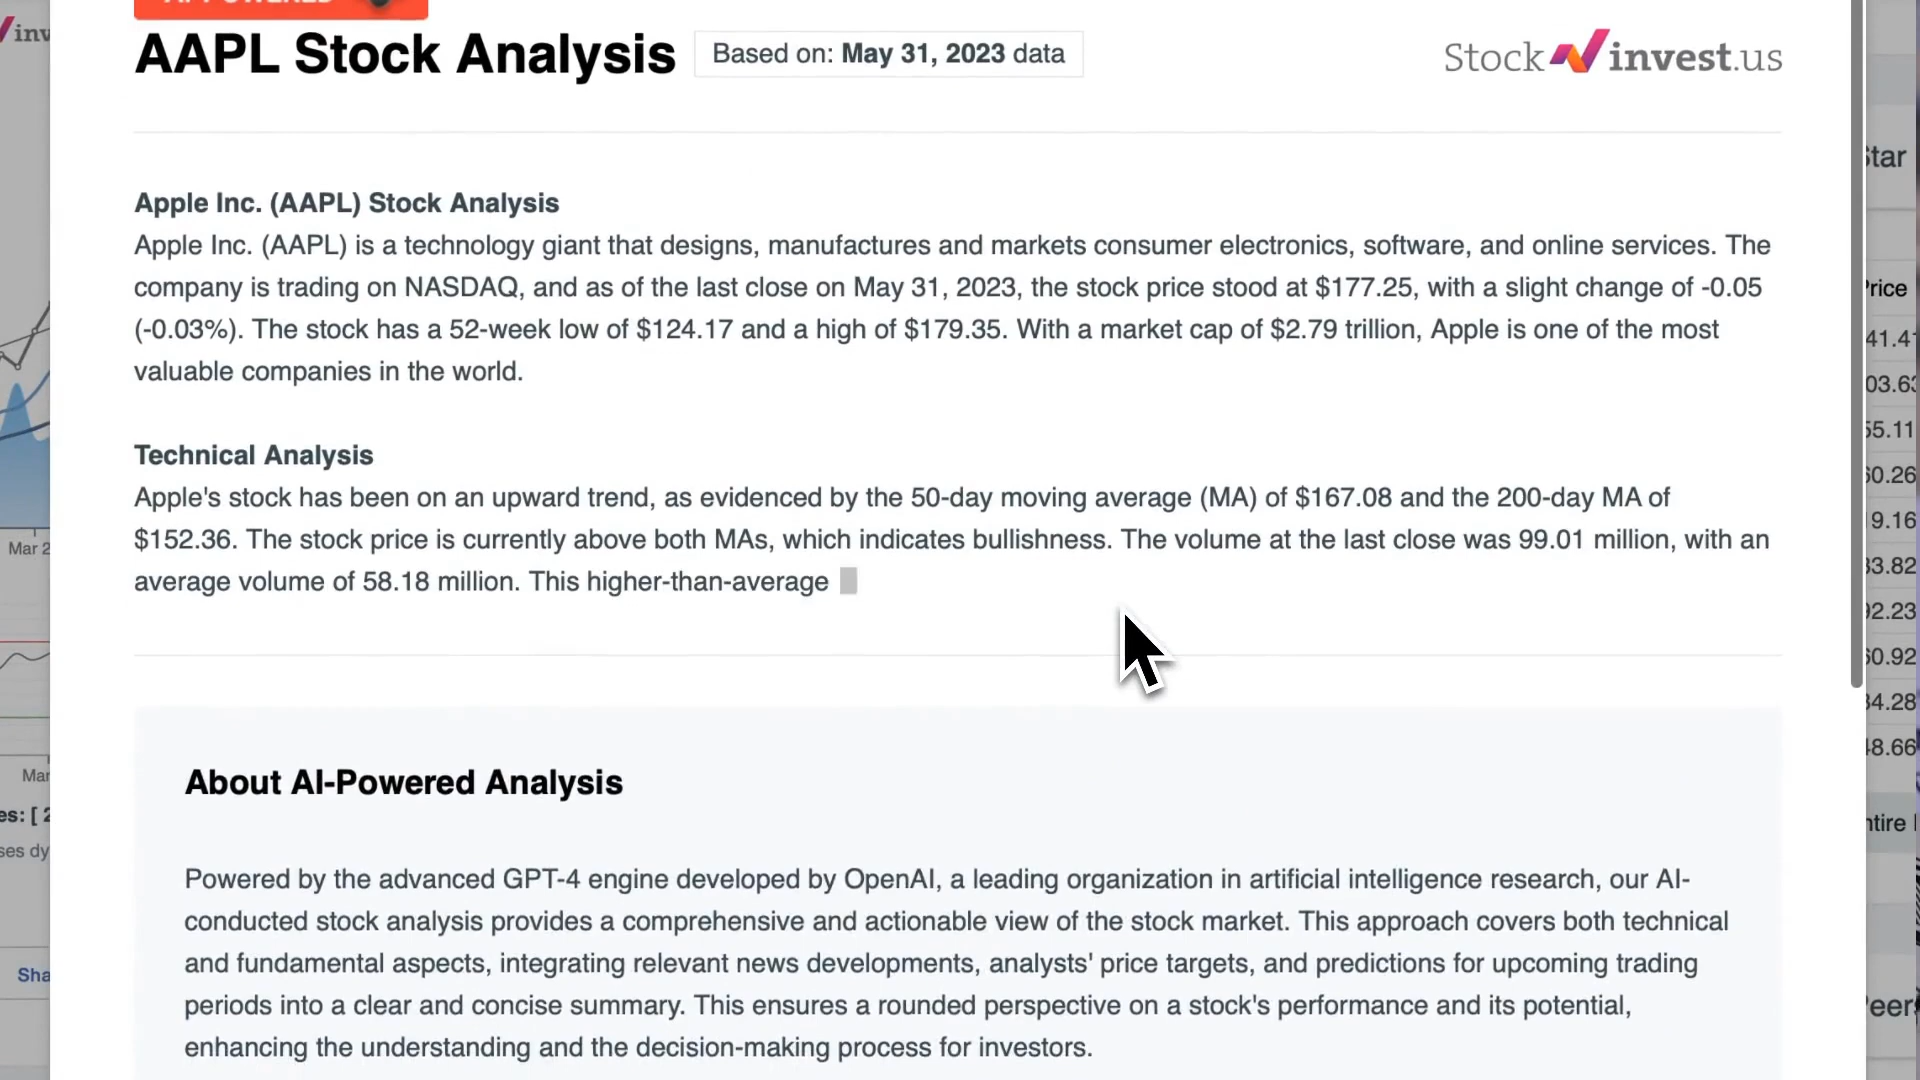 AAPL Stock Analysis
Based on: May 31, 2023 data
Stock invest.us
Apple Inc. (AAPL) Stock Analysis
Apple Inc. (AAPL) is a technology giant that designs, manufactures and markets consumer electronics, software, and online services. The
company is trading on NASDAQ, and as of the last close on May 31, 2023, the stock price stood at $177.25, with a slight change of -0.05
(-0.03%). The stock has a 52-week low of $124.17 and a high of $179.35. With a market cap of $2.79 trillion, Apple is one of the most
valuable companies in the world.
Technical Analysis
Apple's stock has been on an upward trend, as evidenced by the 50-day moving average (MA) of $167.08 and the 200-day MA of
$152.36. The stock price is currently above both MAs, which indicates bullishness. The volume at the last close was 99.01 million, with an
average volume of 58.18 million. This higher-than-average
About AI-Powered Analysis
Powered by the advanced GPT-4 engine developed by OpenAI, a leading organization in artificial intelligence research, our AI-
conducted stock analysis provides a comprehensive and actionable view of the stock market. This approach covers both technical
and fundamental aspects, integrating relevant news developments, analysts' price targets, and predictions for upcoming trading
periods into a clear and concise summary. This ensures a rounded perspective on a stock's performance and its potential,
enhancing the understanding and the decision-making process for investors.